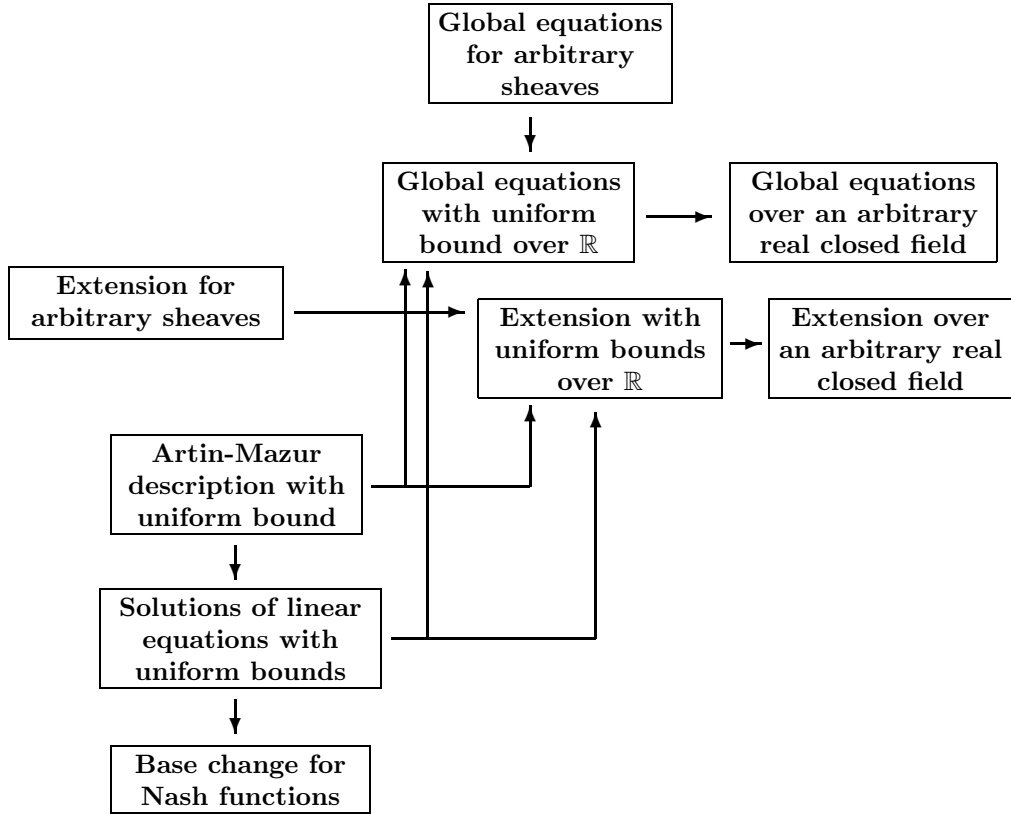 Global equations
for arbitrary
sheaves
Global equations
with uniform
bound over ℝ
Global equations
over an arbitrary
real closed field
Extension for
arbitrary sheaves
Extension with
uniform bounds
over ℝ
Extension over
an arbitrary real
closed field
Artin-Mazur
description with
uniform bound
Solutions of linear
equations with
uniform bounds
Base change for
Nash functions